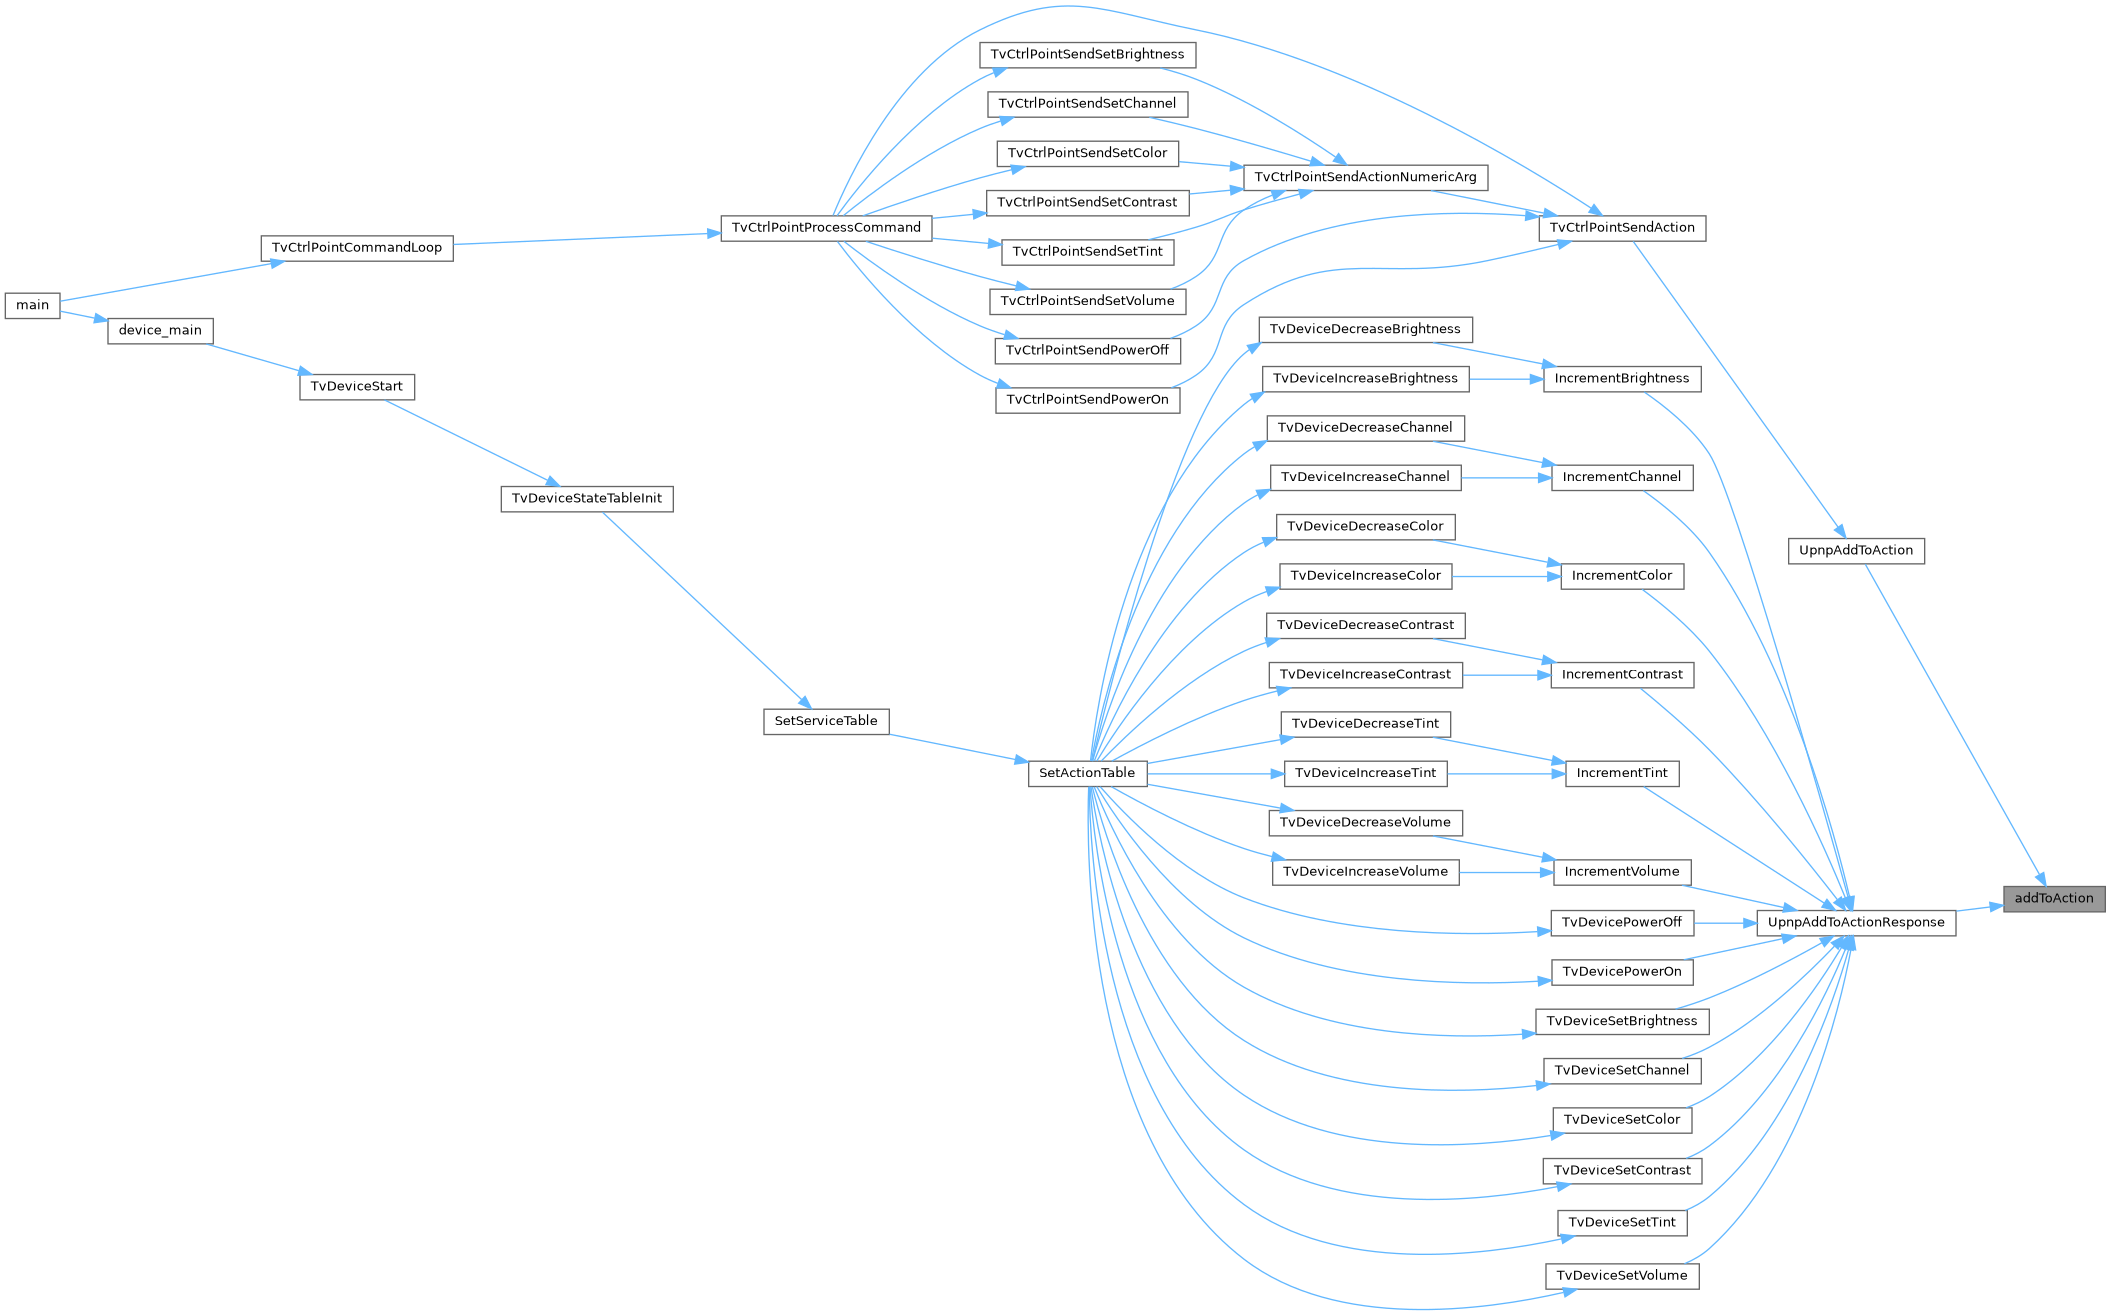 TvCtrlPointSendSetBrightness
TvCtrlPointSendSetChannel
TvCtrlPointSendSetColor
TvCtrlPointSendActionNumericArg
TvCtrlPointSendSetContrast
TvCtrlPointProcessCommand
TvCtrlPointSendAction
TvCtrlPointCommandLoop
TvCtrlPointSendSetTint
main
TvCtrlPointSendSetVolume
device_main
TvDeviceDecreaseBrightness
TvCtrlPointSendPowerOff
TvDeviceStart
TvDeviceIncreaseBrightness
IncrementBrightness
TvCtrlPointSendPowerOn
TvDeviceDecreaseChannel
TvDeviceIncreaseChannel
IncrementChannel
TvDeviceStateTableInit
TvDeviceDecreaseColor
UpnpAddToAction
TvDeviceIncreaseColor
IncrementColor
TvDeviceDecreaseContrast
TvDeviceIncreaseContrast
IncrementContrast
SetServiceTable
TvDeviceDecreaseTint
SetActionTable
TvDeviceIncreaseTint
IncrementTint
TvDeviceDecreaseVolume
TvDeviceIncreaseVolume
IncrementVolume
addToAction
TvDevicePowerOff
UpnpAddToActionResponse
TvDevicePowerOn
TvDeviceSetBrightness
TvDeviceSetChannel
TvDeviceSetColor
TvDeviceSetContrast
TvDeviceSetTint
TvDeviceSetVolume